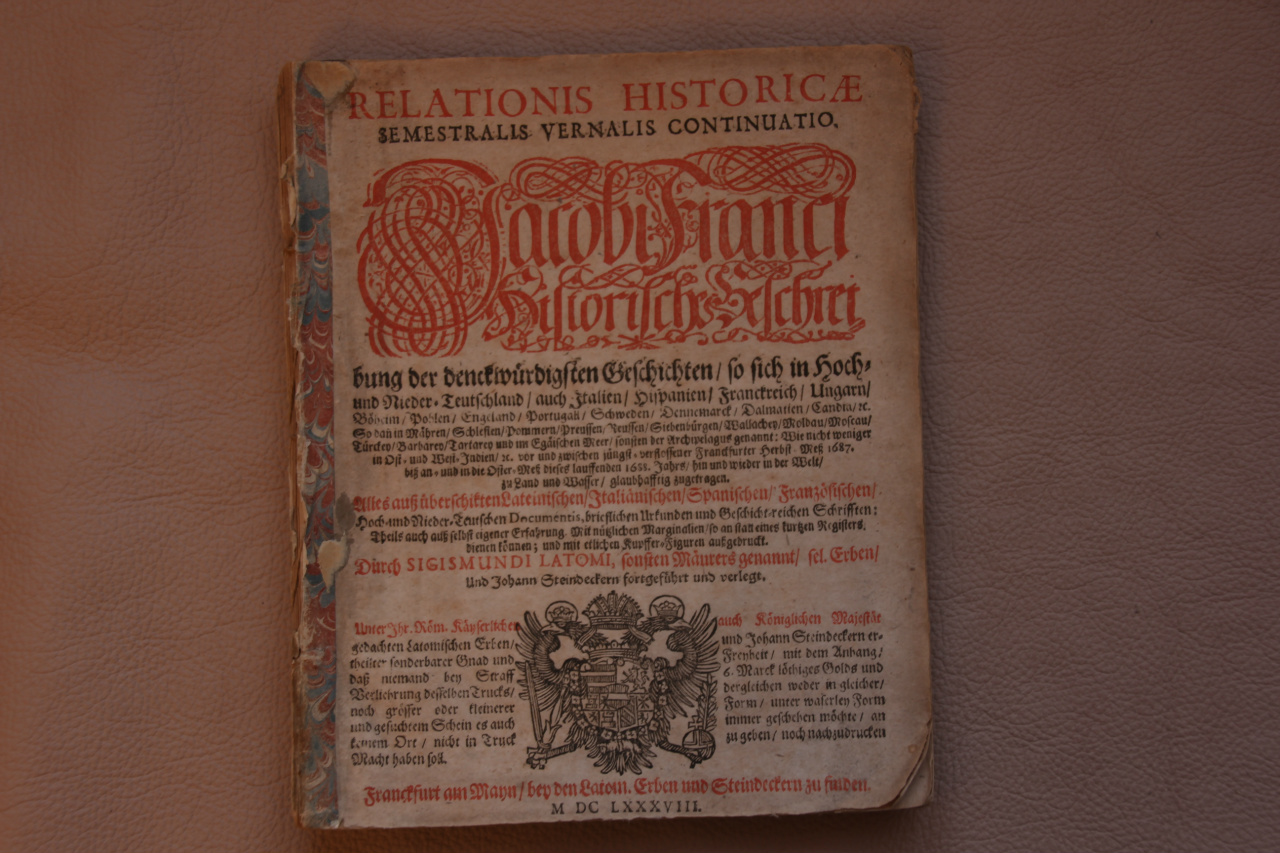 RELATIONIS HISTORICÆ
SEMESTRALIS VERNALIS CONTINUATIO.
Jacobi Franci
Historische Beschrei
bung der denckwürdigsten Geschichten / so sich in Hoch-
und Nieder-Teutschland / auch Italien / Hispanien / Franckreich / Ungarn /
Böheim / Pohlen / Engeland / Portugall / Schweden / Dennemarck / Dalmatien / Candia / ꝛc.
So dañ in Mähren / Schlesien / Pommern / Preussen / Reussen / Siebenbürgen / Wallachey / Moldau / Moscau /
Türckey / Barbarey / Tartarey und im Egäischen Meer / sonsten der Archipelagus genannt: Wie nicht weniger
in Ost- und West-Indien / ꝛc. vor und zwischen jüngst-verflossener Franckfurter Herbst-Meß 1687.
biß an- und in die Oster-Meß dieses lauffenden 1688. Jahrs / hin und wieder in der Welt /
zu Land und Wasser / glaubhafftig zugetragen.
Alles auß überschikten Lateinischen / Italiänischen / Spanischen / Französischen /
Hoch-und Nieder-Teutschen Documentis, brieflichen Urkunden und Geschicht-reichen Schrifften:
Theils auch auß selbst eigener Erfahrung. Mit nützlichen Marginalien / so an statt eines kurtzen Registers
dienen können; und mit etlichen Kupffer-Figuren außgedruckt.
Durch SIGISMUNDI LATOMI, sonsten Mäurers genannt / sel. Erben /
Und Johann Steindeckern fortgeführt und verlegt.
Unter Ihr. Röm. Käyserlichen auch Königlichen Majestät
gedachten Latomischen Erben / und Johann Steindeckern er-
theilter sonderbarer Gnad und Freyheit / mit dem Anhang /
daß niemand bey Straff 6. Marck löthiges Golds und
Verliehrung desselben Trucks / dergleichen weder in gleicher /
noch grösser oder kleinerer Form / unter waserley Form
und gesuchtem Schein es auch immer geschehen möchte / an
keinem Ort / nicht in Truck zu geben / noch nachzudrucken
Macht haben soll.
Franckfurt am Mayn / bey den Latom. Erben und Steindeckern zu finden.
M DC LXXXVIII.